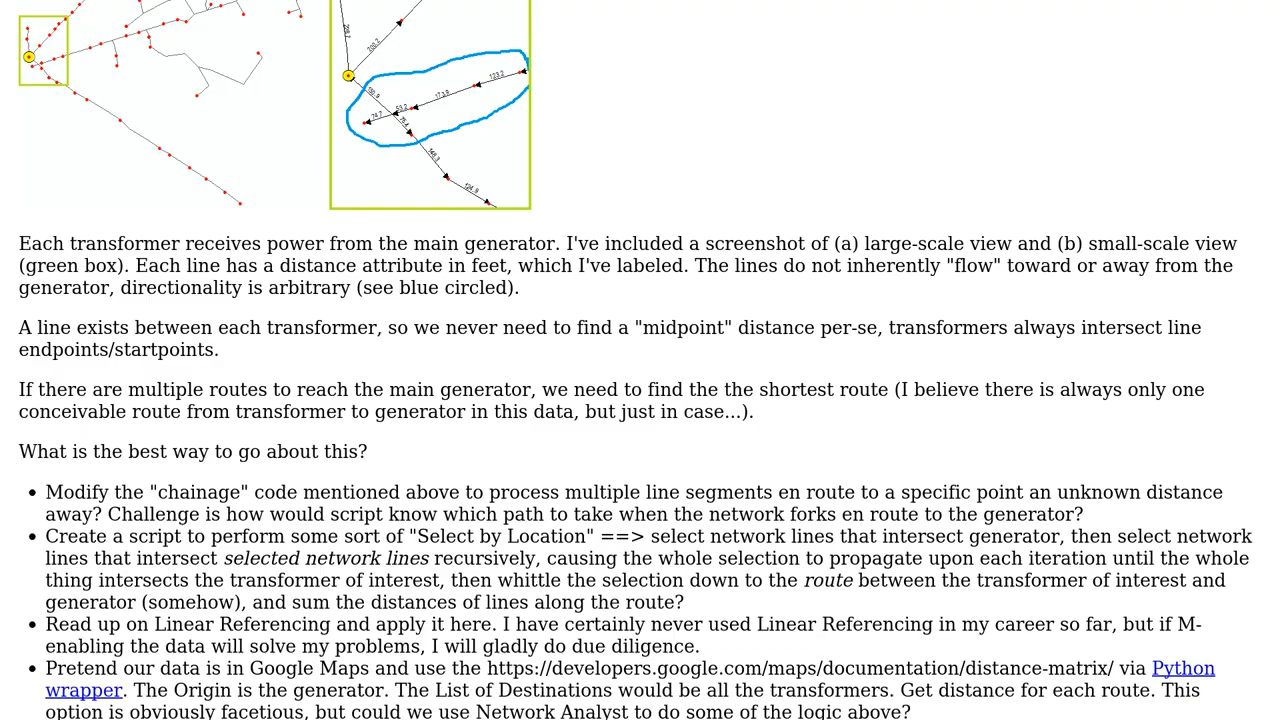 200.2
123.2
173.8
53.2
74.7
148.3
124.9
Each transformer receives power from the main generator. I've included a screenshot of (a) large-scale view and (b) small-scale view
(green box). Each line has a distance attribute in feet, which I've labeled. The lines do not inherently "flow" toward or away from the
generator, directionality is arbitrary (see blue circled).
A line exists between each transformer, so we never need to find a "midpoint" distance per-se, transformers always intersect line
endpoints/startpoints.
If there are multiple routes to reach the main generator, we need to find the the shortest route (I believe there is always only one
conceivable route from transformer to generator in this data, but just in case...).
What is the best way to go about this?
• Modify the "chainage" code mentioned above to process multiple line segments en route to a specific point an unknown distance
away? Challenge is how would script know which path to take when the network forks en route to the generator?
• Create a script to perform some sort of "Select by Location" ==> select network lines that intersect generator, then select network
lines that intersect selected network lines recursively, causing the whole selection to propagate upon each iteration until the whole
thing intersects the transformer of interest, then whittle the selection down to the route between the transformer of interest and
generator (somehow), and sum the distances of lines along the route?
• Read up on Linear Referencing and apply it here. I have certainly never used Linear Referencing in my career so far, but if M-
enabling the data will solve my problems, I will gladly do due diligence.
• Pretend our data is in Google Maps and use the https://developers.google.com/maps/documentation/distance-matrix/ via Python
wrapper. The Origin is the generator. The List of Destinations would be all the transformers. Get distance for each route. This
option is obviously facetious, but could we use Network Analyst to do some of the logic above?